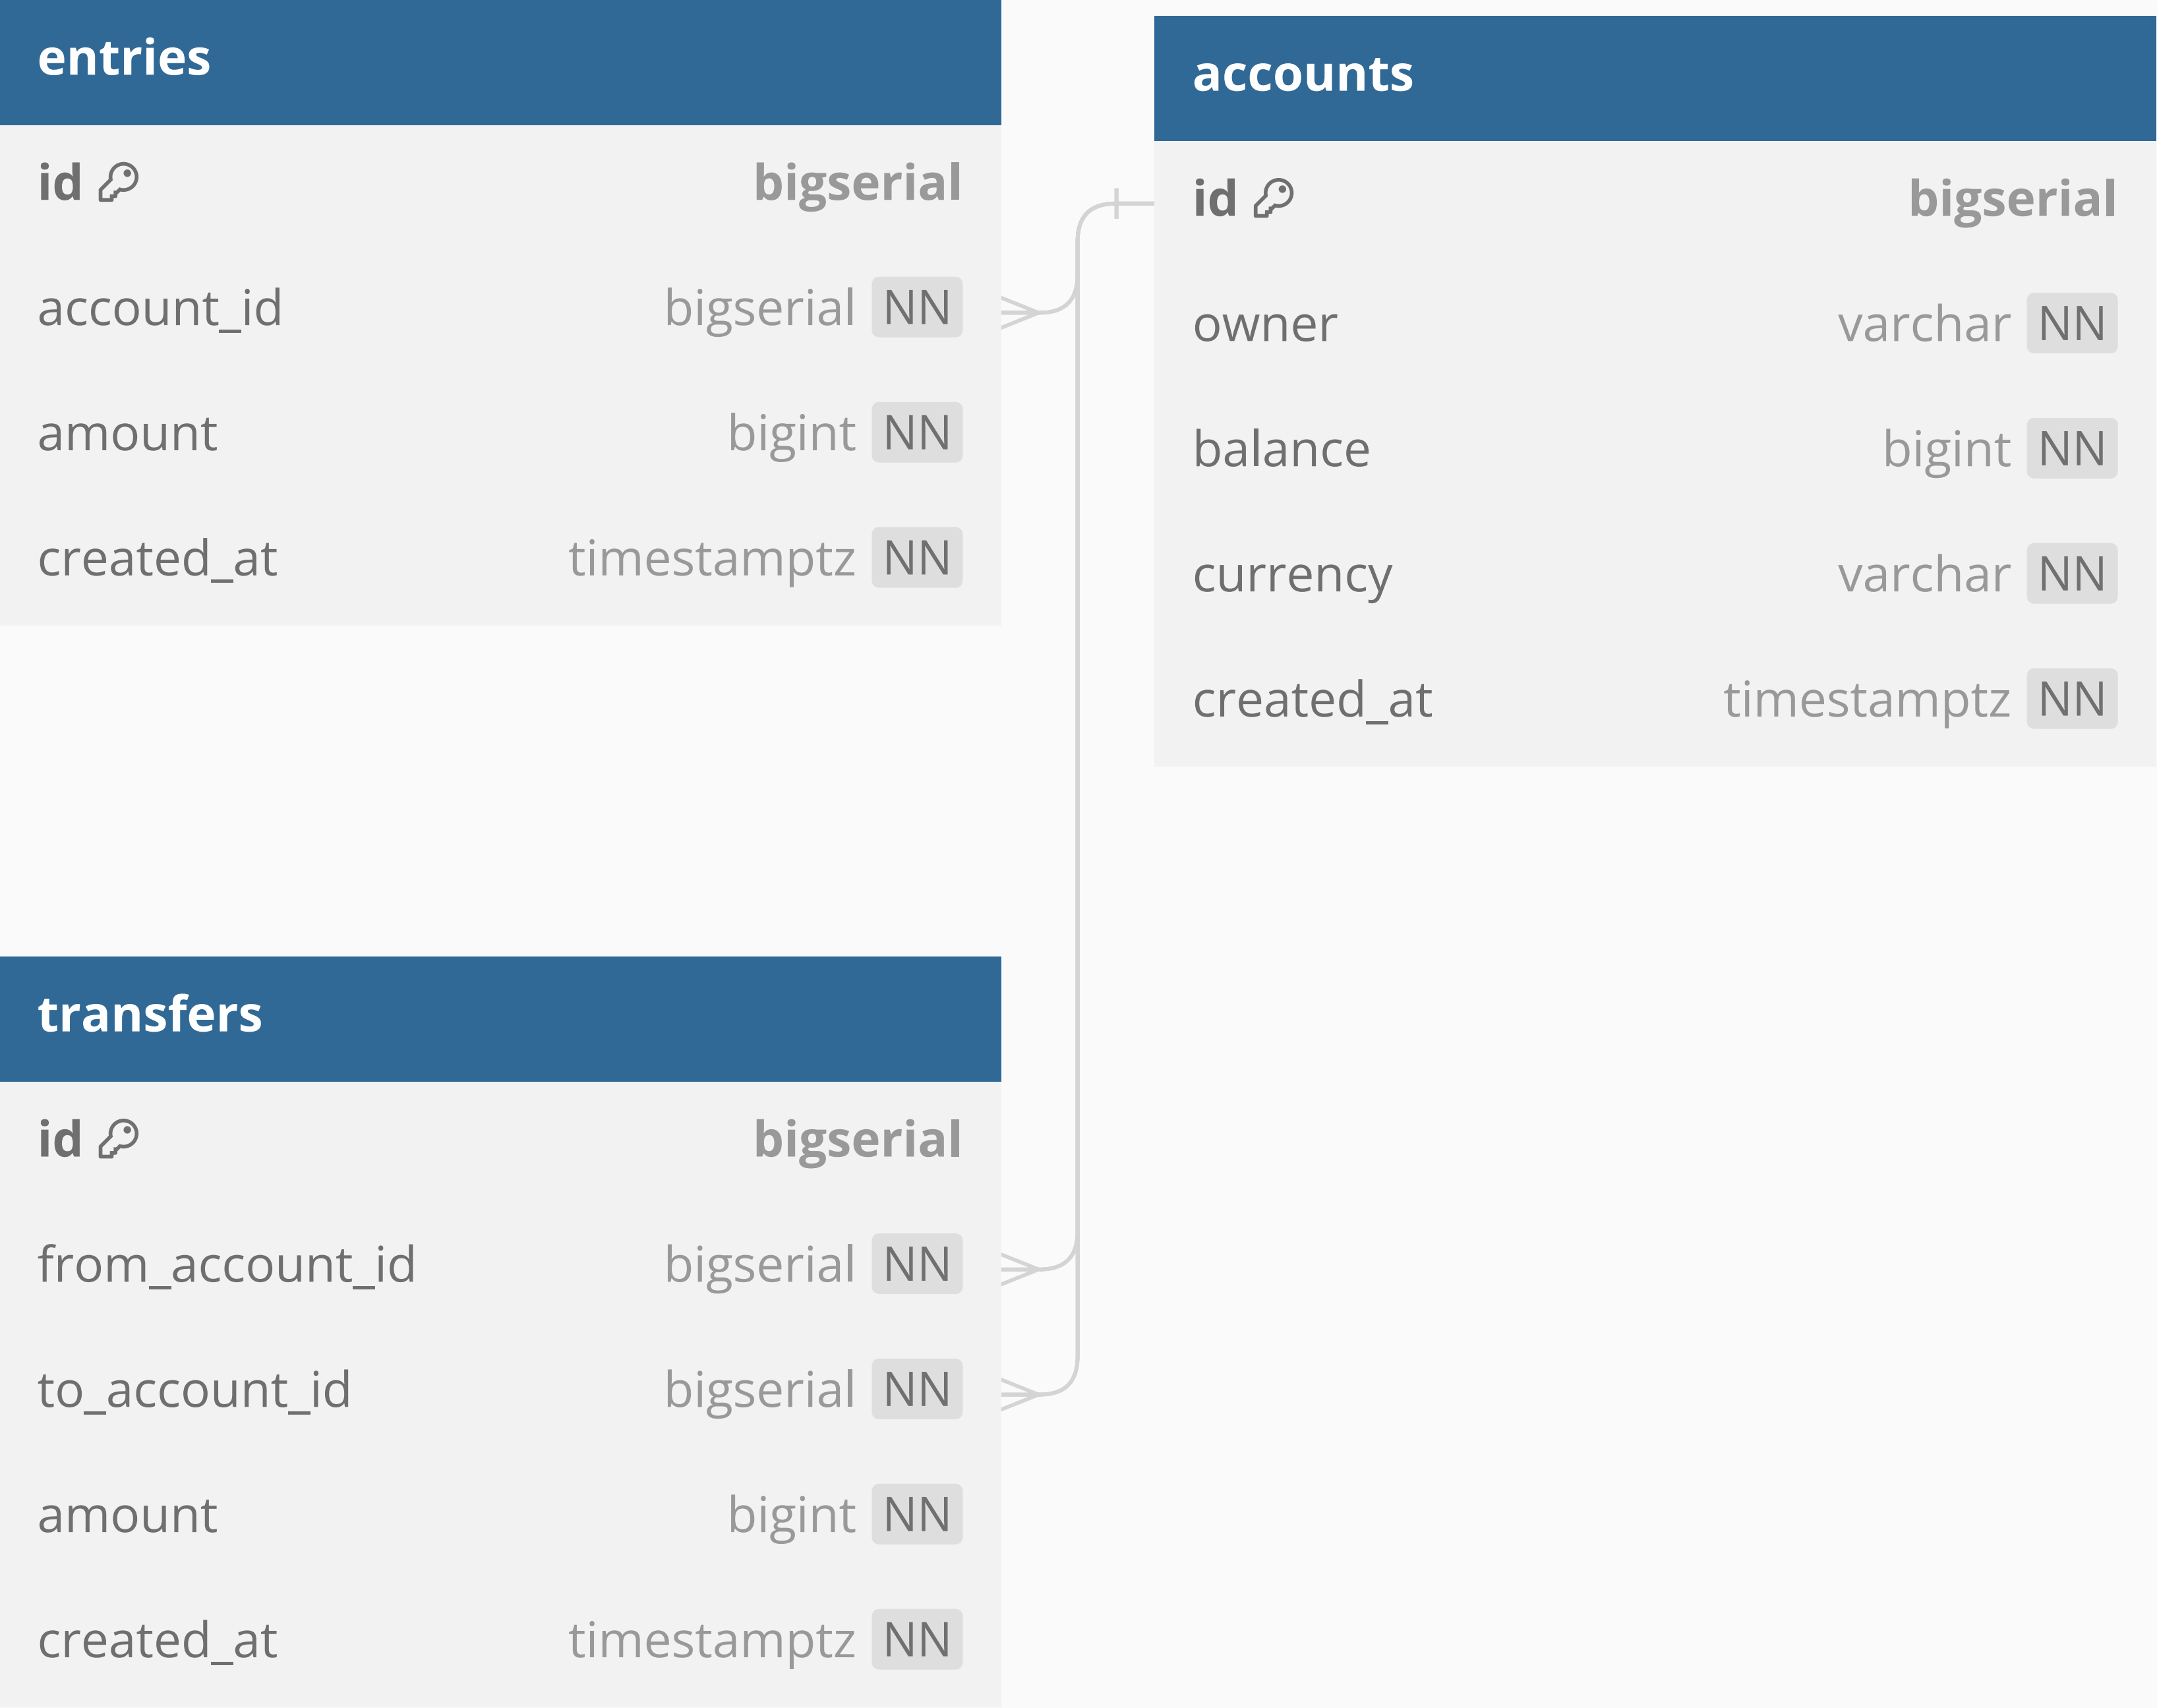 entries
id bigserial
account_id bigserial NN
amount bigint NN
created_at timestamptz NN
accounts
id bigserial
owner varchar NN
balance bigint NN
currency varchar NN
created_at timestamptz NN
transfers
id bigserial
from_account_id bigserial NN
to_account_id bigserial NN
amount bigint NN
created_at timestamptz NN